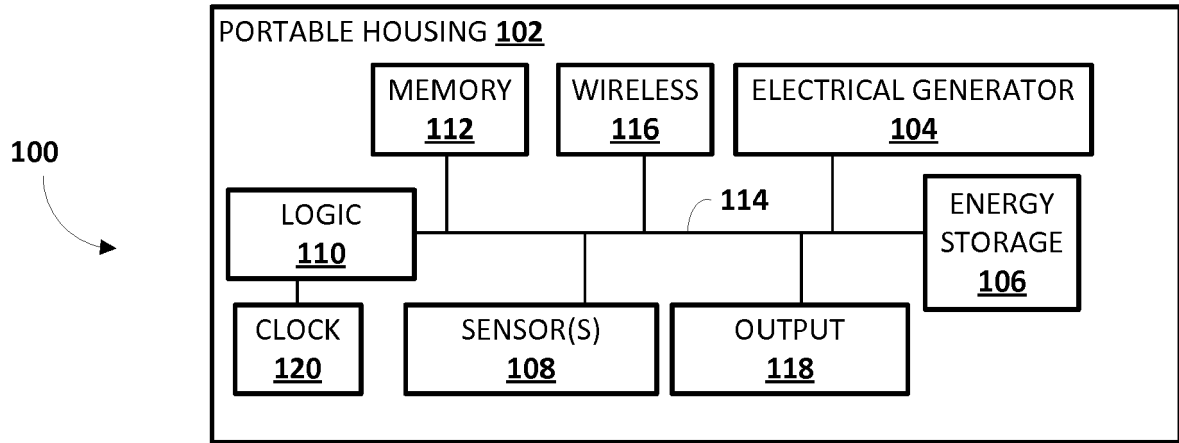 PORTABLE HOUSING 102
MEMORY
112
WIRELESS
116
ELECTRICAL GENERATOR
104
100
LOGIC
110
114
ENERGY
STORAGE
106
CLOCK
120
SENSOR(S)
108
OUTPUT
118